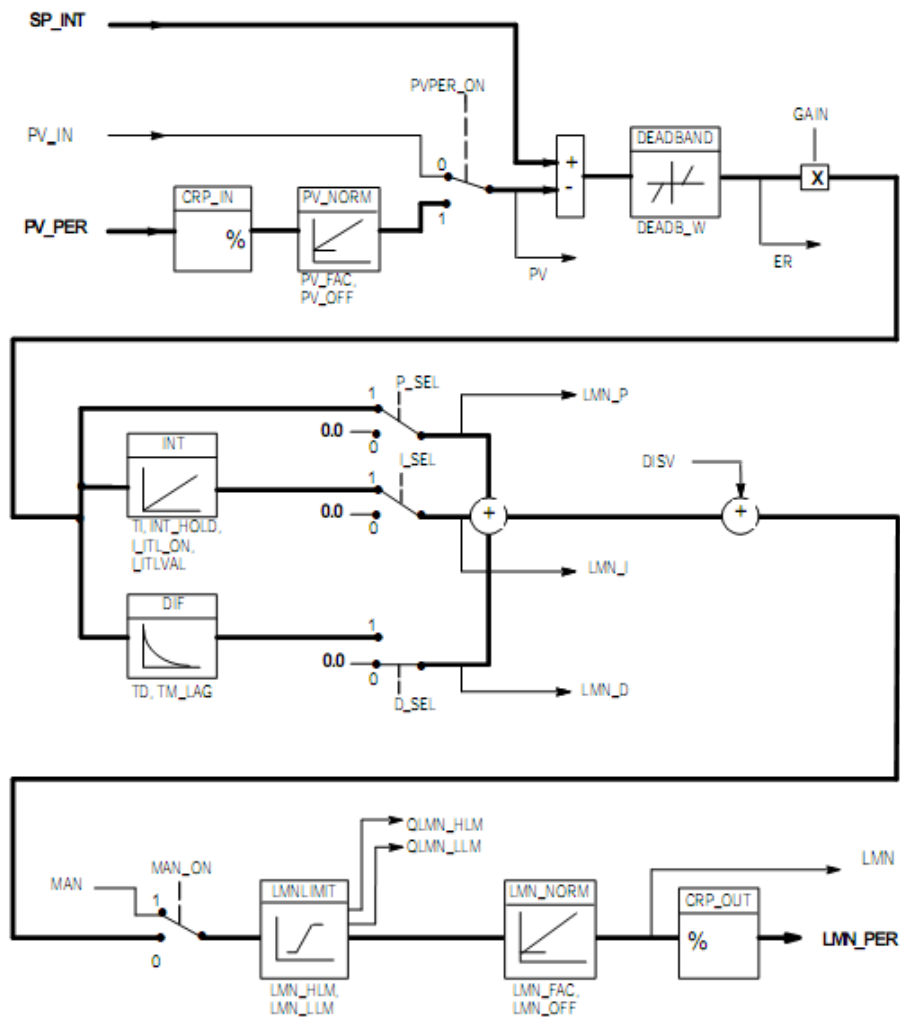 SP_INT
PVPER_ON
GAIN
PV_IN
DEADBAND
0
+
-
X
CRP_IN
PV_NORM
PV_PER
1
%
DEADB_W
PV
ER
PV_FAC,
PV_OFF
P_SEL
1
LMN_P
0.0
0
INT
I_SEL
DISV
1
0.0
+
+
0
TI, INT_HOLD,
I_ITL_ON,
I_ITLVAL
LMN_I
DIF
1
0.0
0
LMN_D
TD, TM_LAG
D_SEL
QLMN_HLM
QLMN_LLM
MAN_ON
LMN
MAN
LMNLIMIT
LMN_NORM
CRP_OUT
1
%
LMN_PER
0
LMN_HLM,
LMN_LLM
LMN_FAC,
LMN_OFF